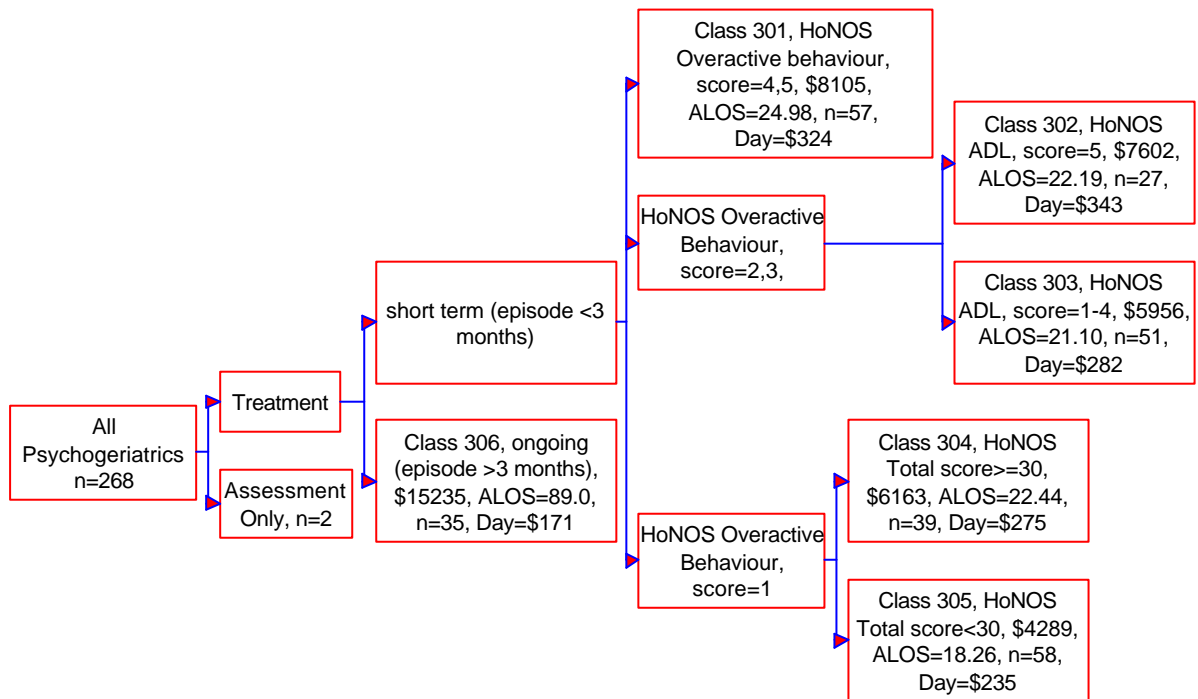 All
Psychogeriatrics
n=268
Treatment
Assessment
Only, n=2
short term (episode <3
months)
Class 306, ongoing
(episode >3 months),
$15235, ALOS=89.0,
n=35, Day=$171
Class 301, HoNOS
Overactive behaviour,
score=4,5, $8105,
ALOS=24.98, n=57,
Day=$324
HoNOS Overactive
Behaviour,
score=2,3,
HoNOS Overactive
Behaviour,
score=1
Class 302, HoNOS
ADL, score=5, $7602,
ALOS=22.19, n=27,
Day=$343
Class 303, HoNOS
ADL, score=1-4, $5956,
ALOS=21.10, n=51,
Day=$282
Class 304, HoNOS
Total score>=30,
$6163, ALOS=22.44,
n=39, Day=$275
Class 305, HoNOS
Total score<30, $4289,
ALOS=18.26, n=58,
Day=$235